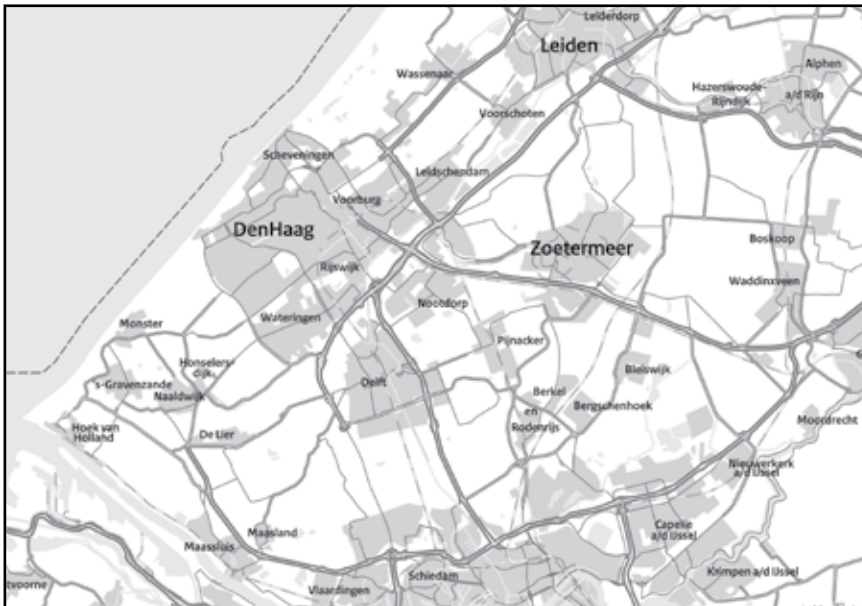 Leiderdorp
Leiden
Wassenaar
Alphen
Hazerswoude-
Rijndijk
a/d Rijn
Voorschoten
Scheveningen
Leidschendam
Voorburg
DenHaag
Boskoop
Zoetermeer
Rijswijk
Waddinxveen
Nootdorp
Wateringen
Monster
Pijnacker
Honselers-
dijk
Bleiswijk
's-Gravenzande
Delft
Naaldwijk
Berkel
en
Rodenrijs
Bergschenhoek
Moordrecht
Hoek van
Holland
De Lier
Nieuwerkerk
a/d IJssel
Capelle
a/d IJssel
Maasland
Maassluis
Krimpen a/d IJssel
Schiedam
tvoorne
Vlaardingen